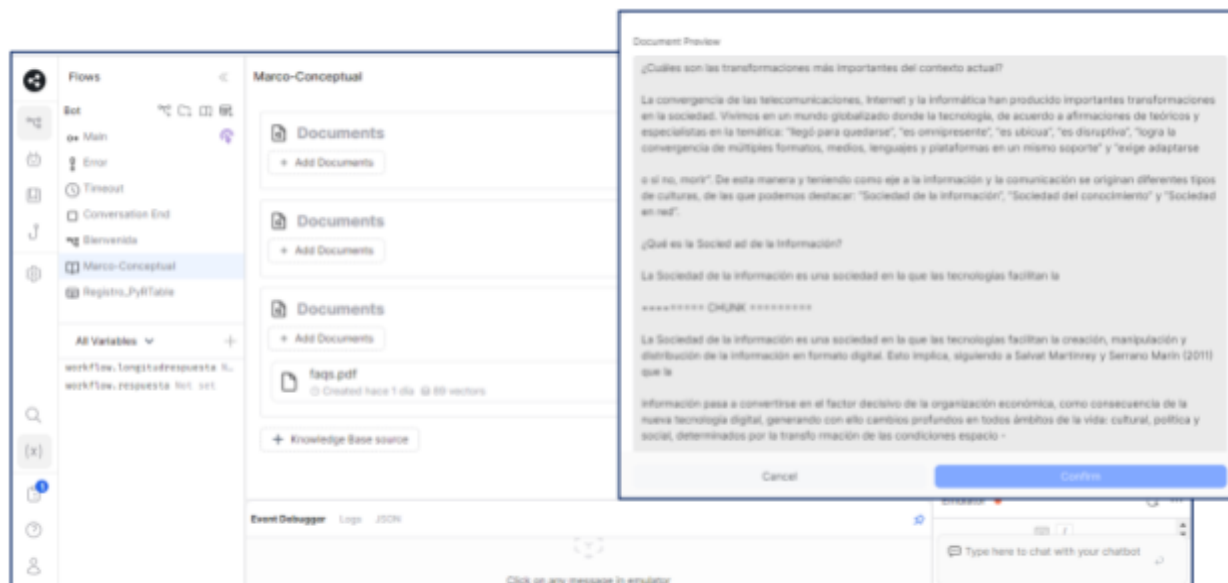 Flows
Bot
Main
Error
Timeout
Conversation End
Bienvenida
Marco-Conceptual
Registro_PyRTable
All Variables
workflow.longitudrespuesta N..
workflow.respuesta Not set
(x)
1
Marco-Conceptual
Documents
+ Add Documents
Documents
+ Add Documents
Documents
+ Add Documents
faqs.pdf
Created hace 1 día 89 vectors
+ Knowledge Base source
Event Debugger Logs JSON
Click on any message in emulator
Document Preview
¿Cuáles son las transformaciones más importantes del contexto actual?
La convergencia de las telecomunicaciones, Internet y la informática han producido importantes transformaciones
en la sociedad. Vivimos en un mundo globalizado donde la tecnología, de acuerdo a afirmaciones de teóricos y
especialistas en la temática: "llegó para quedarse", "es omnipresente", "es ubicua", "es disruptiva", "logra la
convergencia de múltiples formatos, medios, lenguajes y plataformas en un mismo soporte" y "exige adaptarse
o si no, morir". De esta manera y teniendo como eje a la información y la comunicación se originan diferentes tipos
de culturas, de las que podemos destacar: "Sociedad de la información", "Sociedad del conocimiento" y "Sociedad
en red".
¿Qué es la Socied ad de la Información?
La Sociedad de la información es una sociedad en la que las tecnologías facilitan la
========= CHUNK =========
La Sociedad de la información es una sociedad en la que las tecnologías facilitan la creación, manipulación y
distribución de la información en formato digital. Esto implica, siguiendo a Salvat Martinrey y Serrano Marín (2011)
que la
Información pasa a convertirse en el factor decisivo de la organización económica, como consecuencia de la
nueva tecnología digital, generando con ello cambios profundos en todos ámbitos de la vida: cultural, política y
social, determinados por la transfo rmación de las condiciones espacio -
Cancel
Confirm
Emulator
Type here to chat with your chatbot